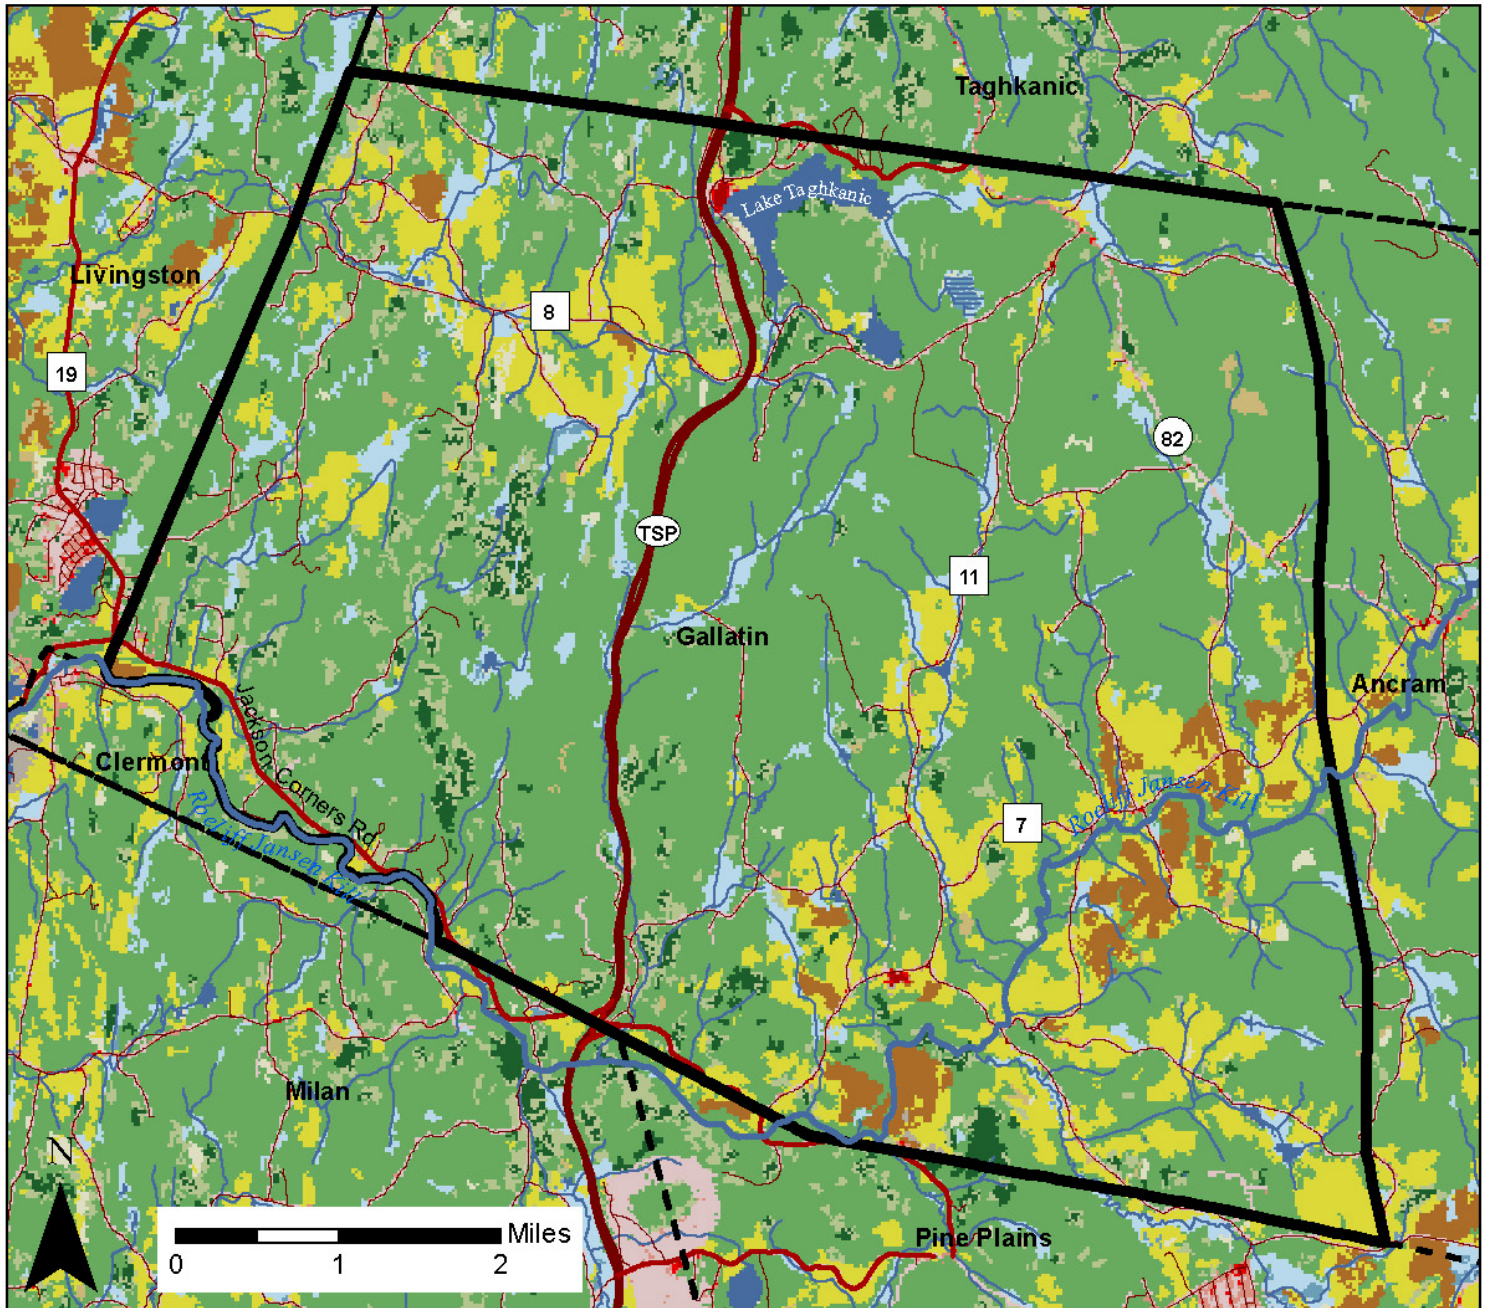 Taghkanic
Lake Taghkanic
Livingston
8
19
82
TSP
11
Gallatin
Ancram
Jackson Corners Rd.
Clermont
Roeliff Jansen Kill
7
Roeliff Jansen Kill
Milan
N
Miles
0 1 2
Pine Plains